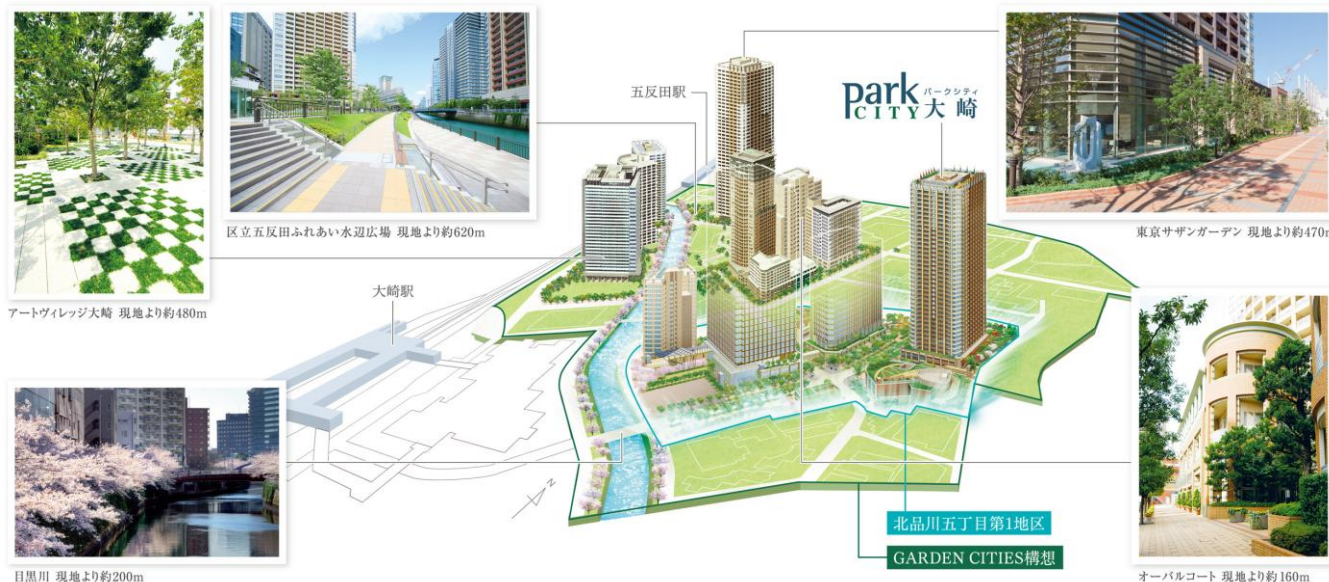 五反田駅
park
CITY
パークシティ
大崎
区立五反田ふれあい水辺広場 現地より約620m
東京サザンガーデン 現地より約470m
アートヴィレッジ大崎 現地より約480m
大崎駅
目黒川 現地より約200m
N
北品川五丁目第1地区
GARDEN CITIES構想
オーバルコート 現地より約160m